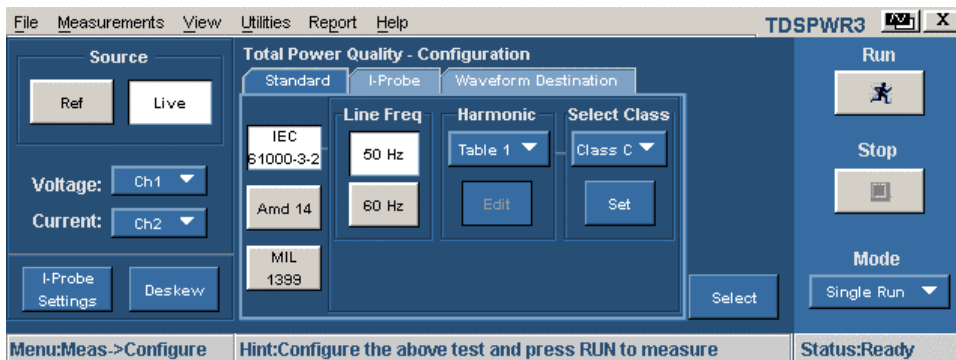 File Measurements View Utilities Report Help TDSPWR3 X
Source
Ref Live
Voltage: Ch1
Current: Ch2
I-Probe Settings
Deskew
Total Power Quality - Configuration
Standard I-Probe Waveform Destination
IEC 61000-3-2
Amd 14
MIL 1399
Line Freq
50 Hz
60 Hz
Harmonic
Table 1
Edit
Select Class
Class C
Set
Select
Run
Stop
Mode
Single Run
Menu:Meas->Configure Hint:Configure the above test and press RUN to measure Status:Ready